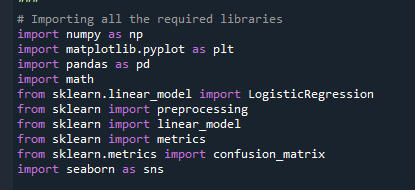 # Importing all the required libraries
import numpy as np
import matplotlib.pyplot as plt
import pandas as pd
import math
from sklearn.linear_model import LogisticRegression
from sklearn import preprocessing
from sklearn import linear_model
from sklearn import metrics
from sklearn.metrics import confusion_matrix
import seaborn as sns